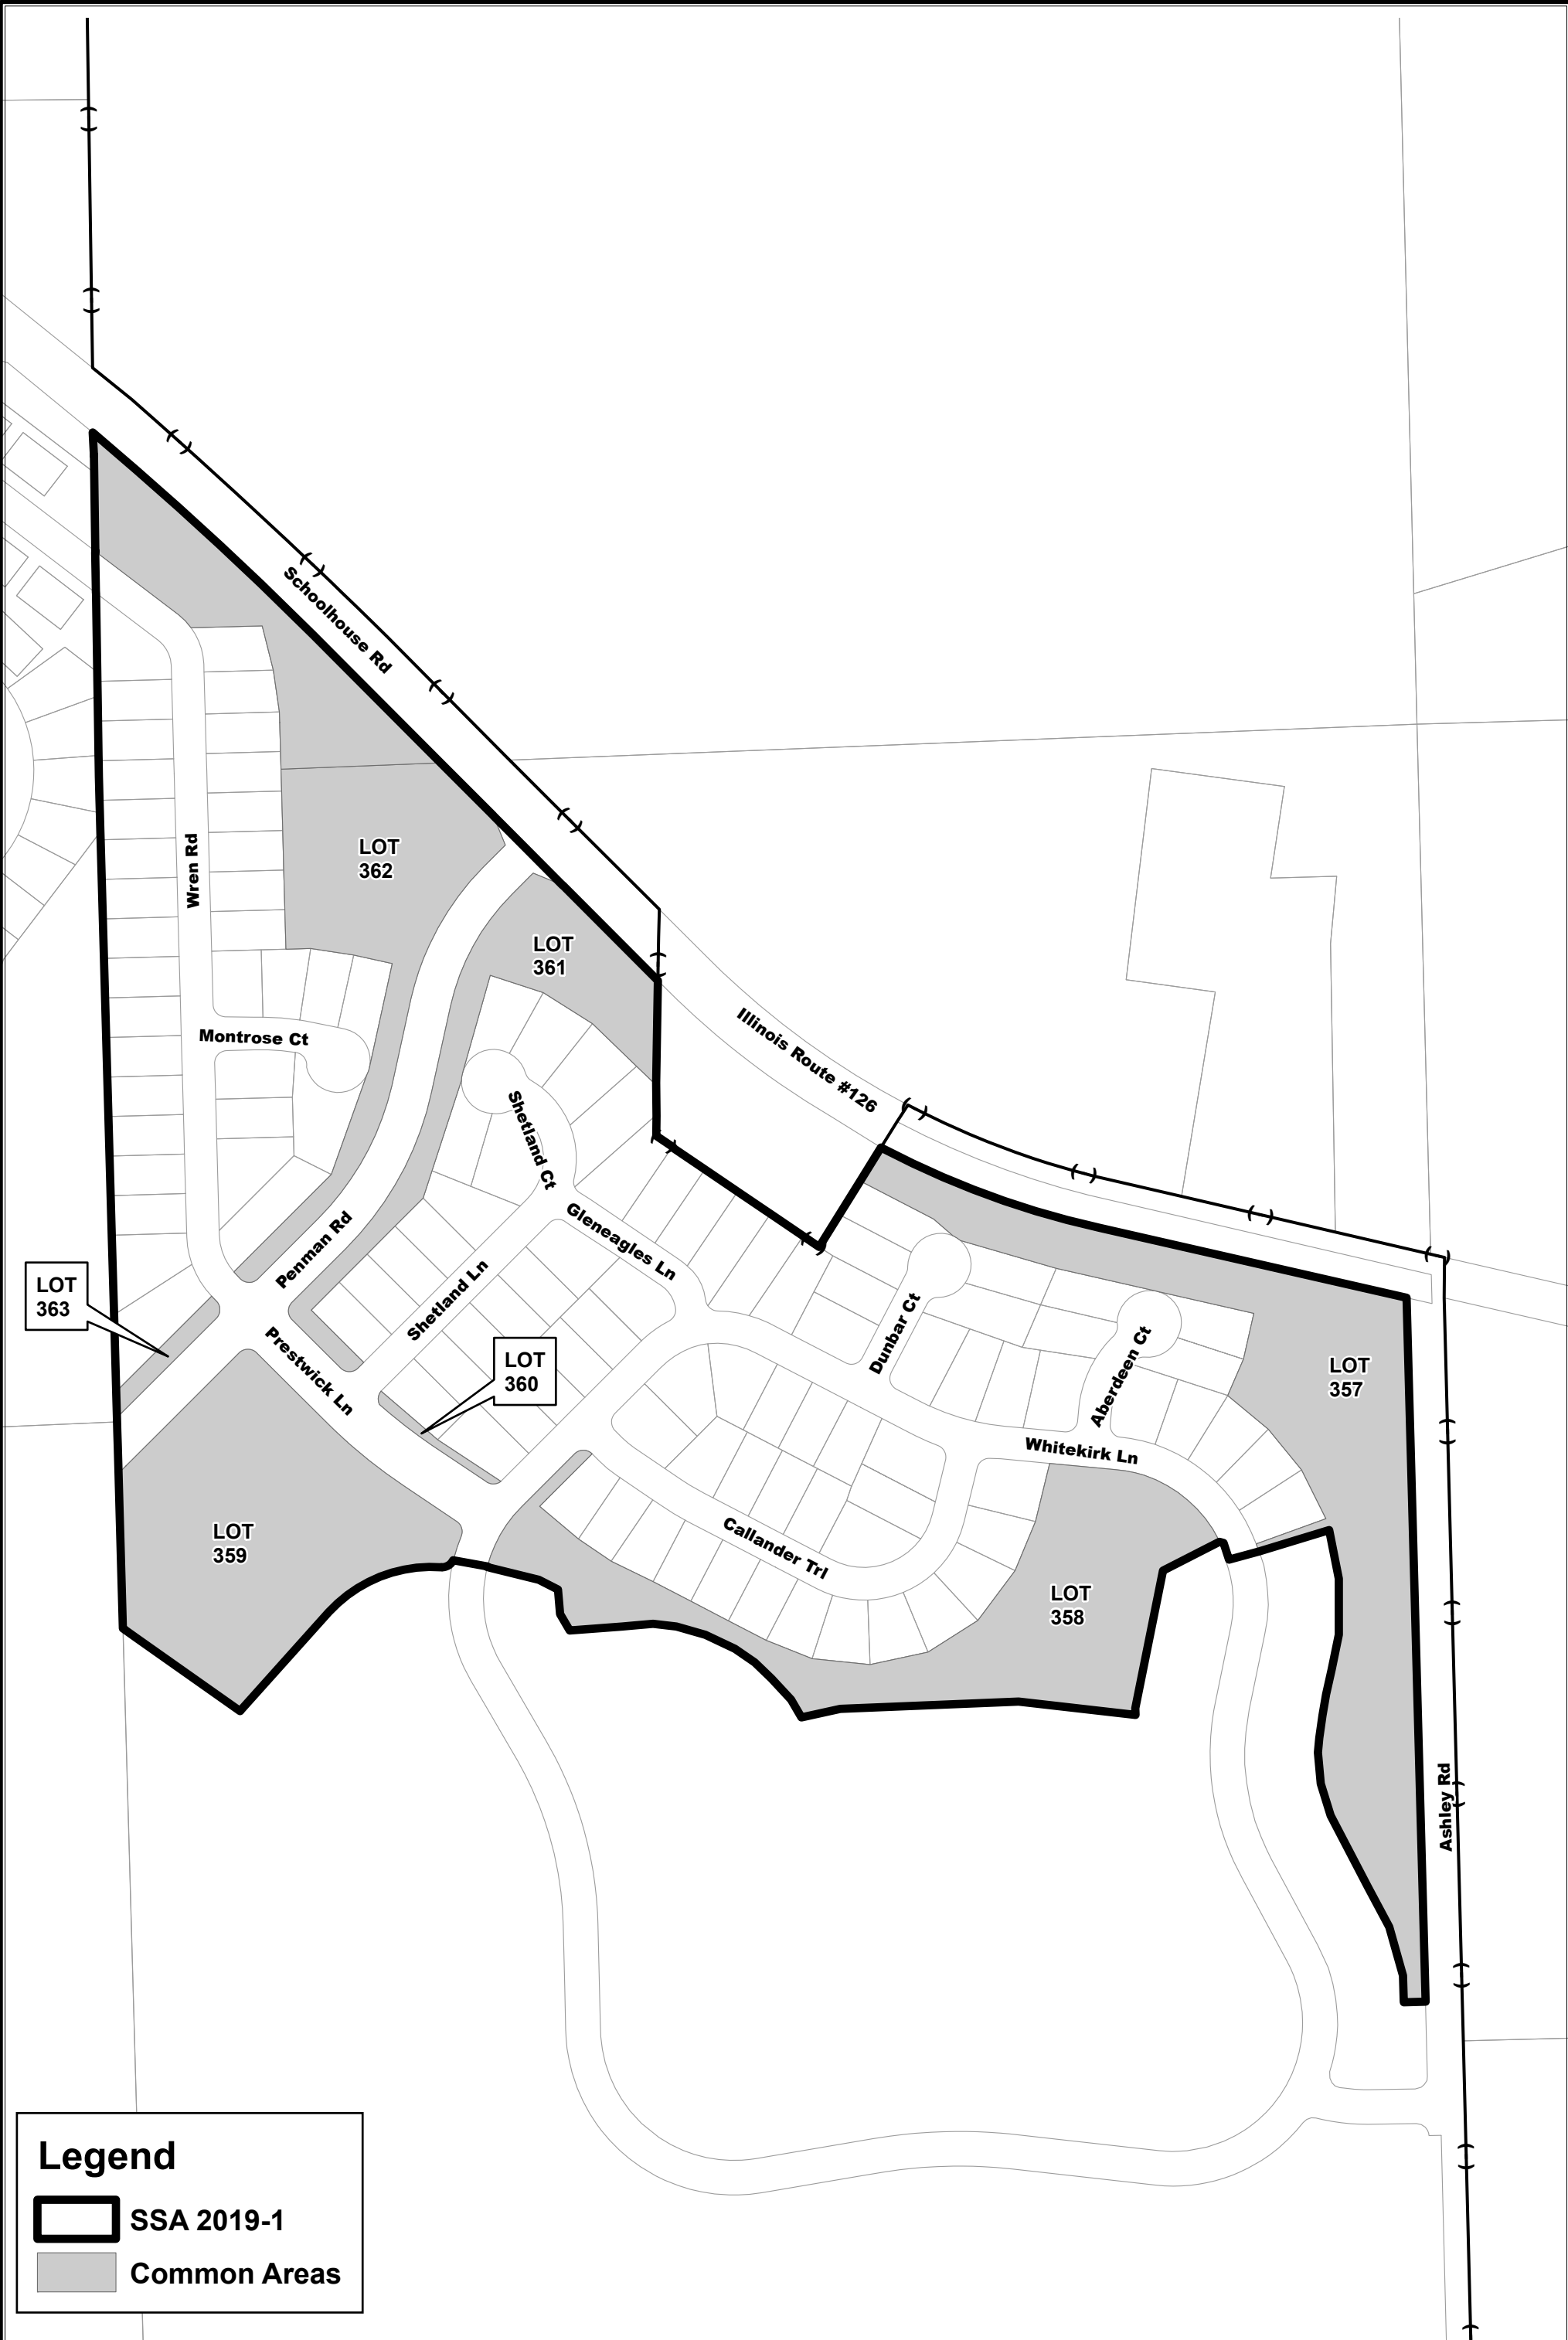 Schoolhouse Rd
LOT
362
Wren Rd
LOT
361
Illinois Route #126
Montrose Ct
Shetland Ct
Gleneagles Ln
Penman Rd
LOT
363
Shetland Ln
Prestwick Ln
LOT
360
Dunbar Ct
Aberdeen Ct
LOT
357
Whitekirk Ln
LOT
359
Callander Trl
LOT
358
Ashley Rd
Legend
SSA 2019-1
Common Areas